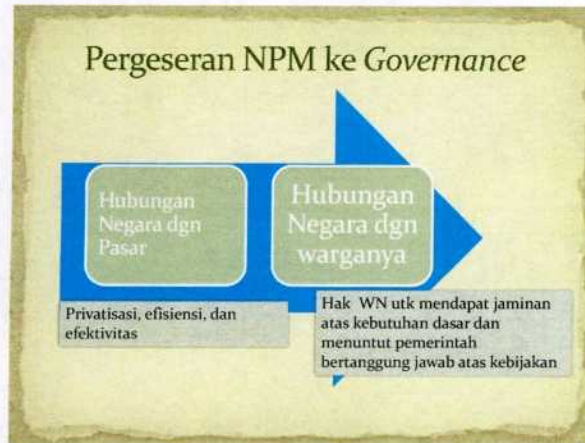 Pergeseran NPM ke Governance
Hubungan
Negara dgn
Pasar
Hubungan
Negara dgn
warganya
Privatisasi, efisiensi, dan
efektivitas
Hak WN utk mendapat jaminan
atas kebutuhan dasar dan
menuntut pemerintah
bertanggung jawab atas kebijakan